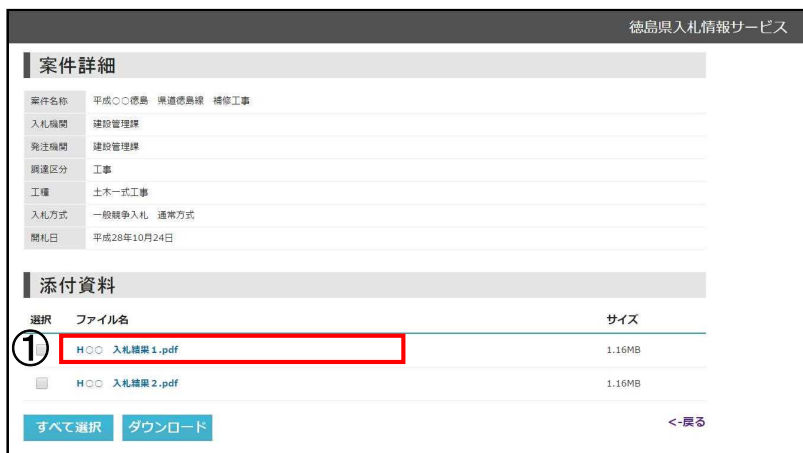 徳島県入札情報サービス
案件詳細
案件名称 平成○○徳島 県道徳島線 補修工事
入札機関 建設管理課
発注機関 建設管理課
調達区分 工事
工種 土木一式工事
入札方式 一般競争入札 通常方式
開札日 平成28年10月24日
添付資料
選択 ファイル名 サイズ
① H○○ 入札結果1.pdf 1.16MB
H○○ 入札結果2.pdf 1.16MB
すべて選択 ダウンロード <-戻る